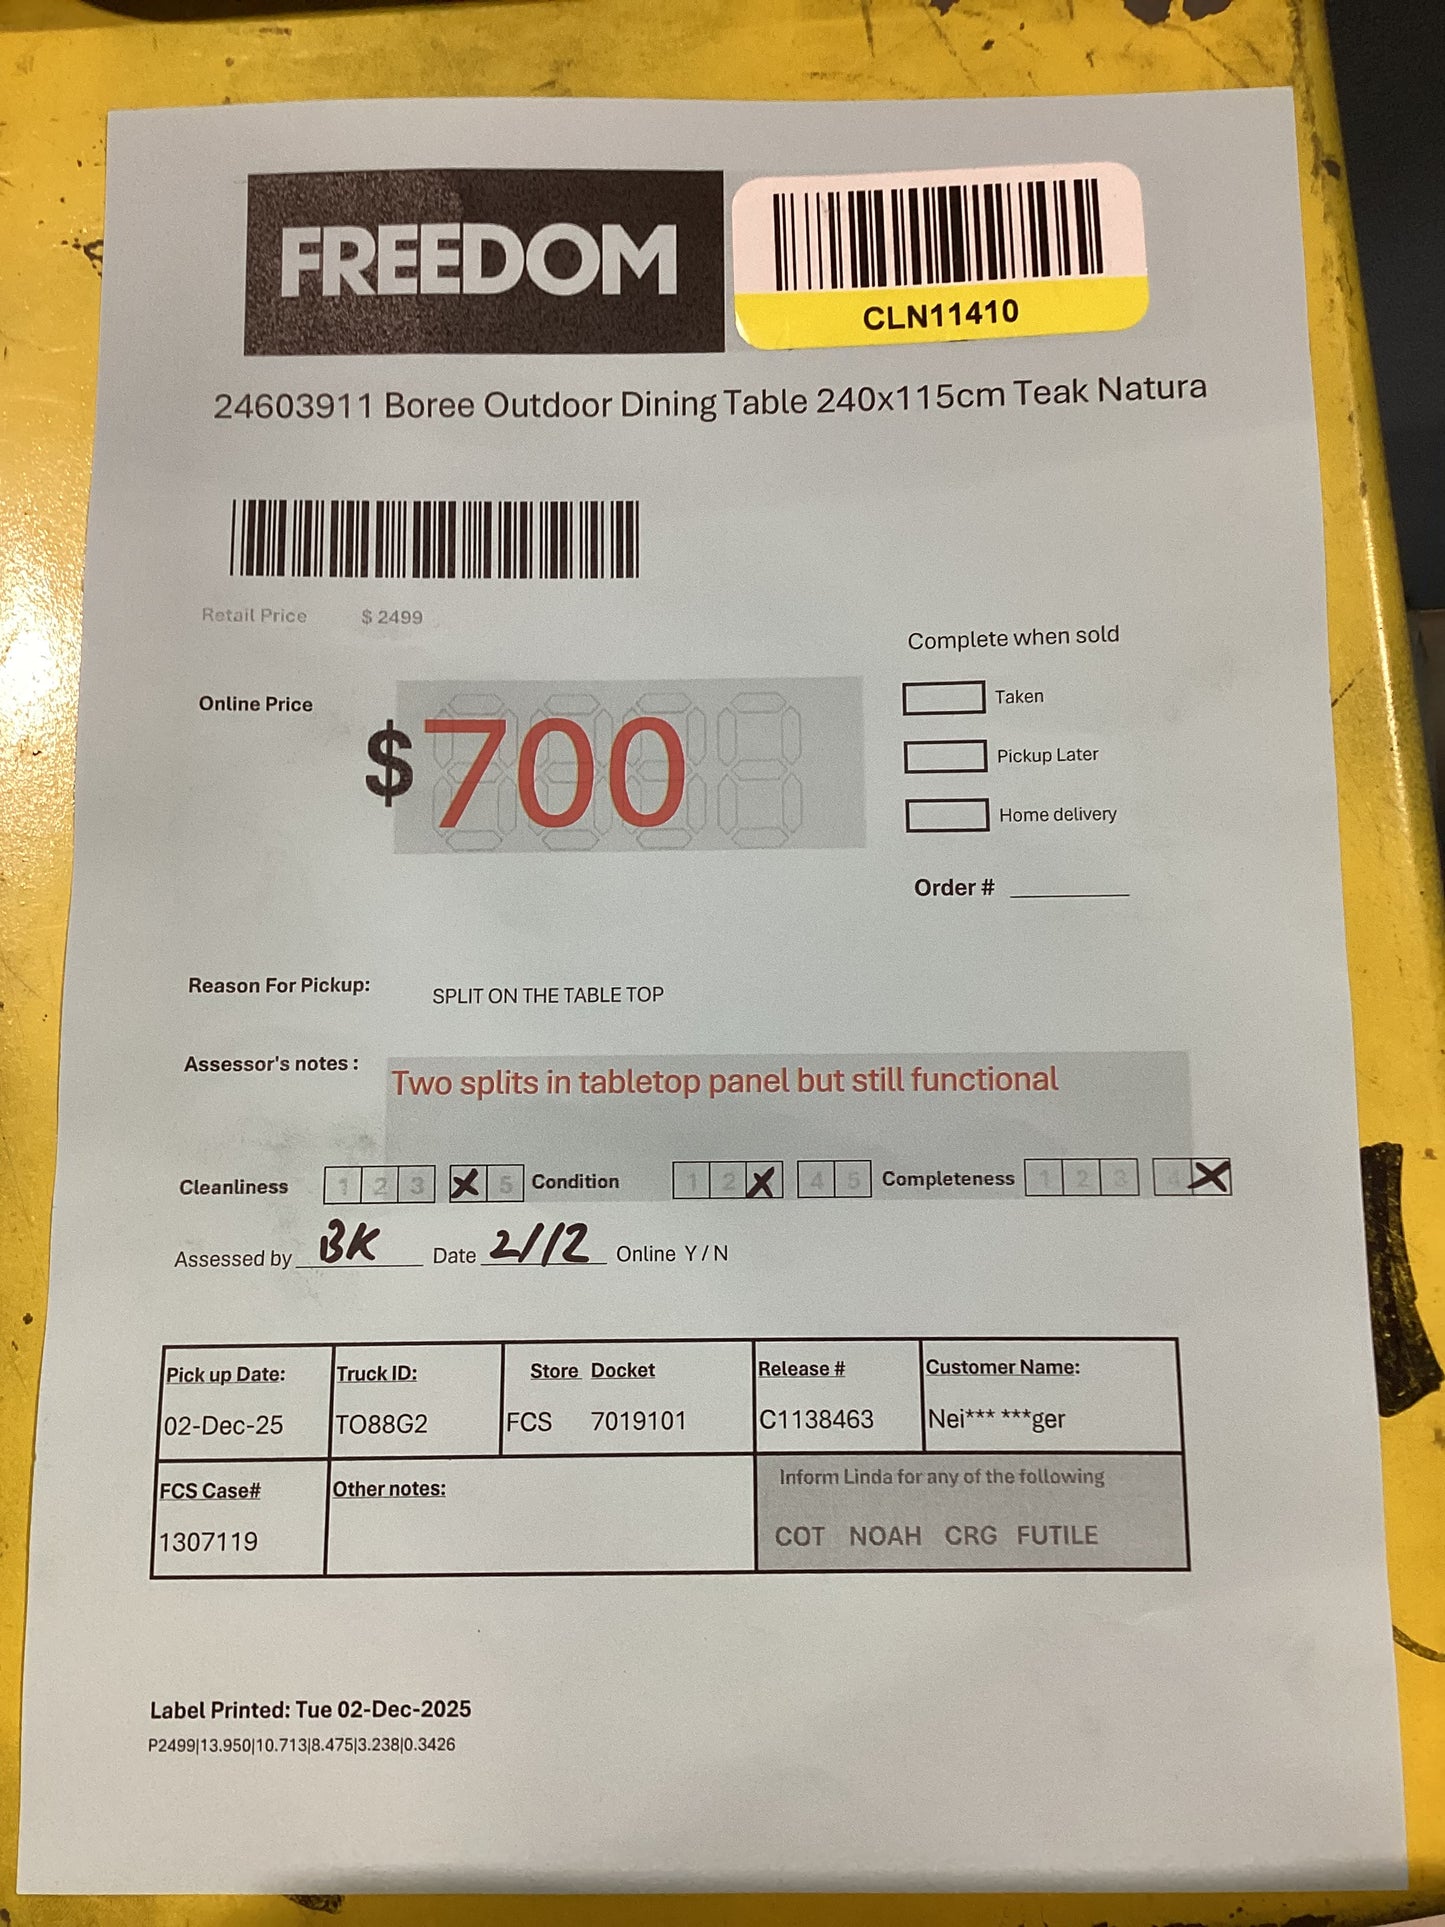 FREEDOM
CLN11410
24603911 Boree Outdoor Dining Table 240x115cm Teak Natura
Retail Price $ 2499
Complete when sold
Online Price
$700
Taken
Pickup Later
Home delivery
Order #
Reason For Pickup: SPLIT ON THE TABLE TOP
Assessor's notes : Two splits in tabletop panel but still functional
Cleanliness 1 2 3 X 5 Condition 1 2 X 4 5 Completeness 1 2 3 4 X
Assessed by BK Date 2/12 Online Y / N
Pick up Date: Truck ID: Store Docket Release # Customer Name:
02-Dec-25 TO88G2 FCS 7019101 C1138463 Nei*** ***ger
FCS Case# Other notes: Inform Linda for any of the following
1307119 COT NOAH CRG FUTILE
Label Printed: Tue 02-Dec-2025
P2499|13.950|10.713|8.475|3.238|0.3426